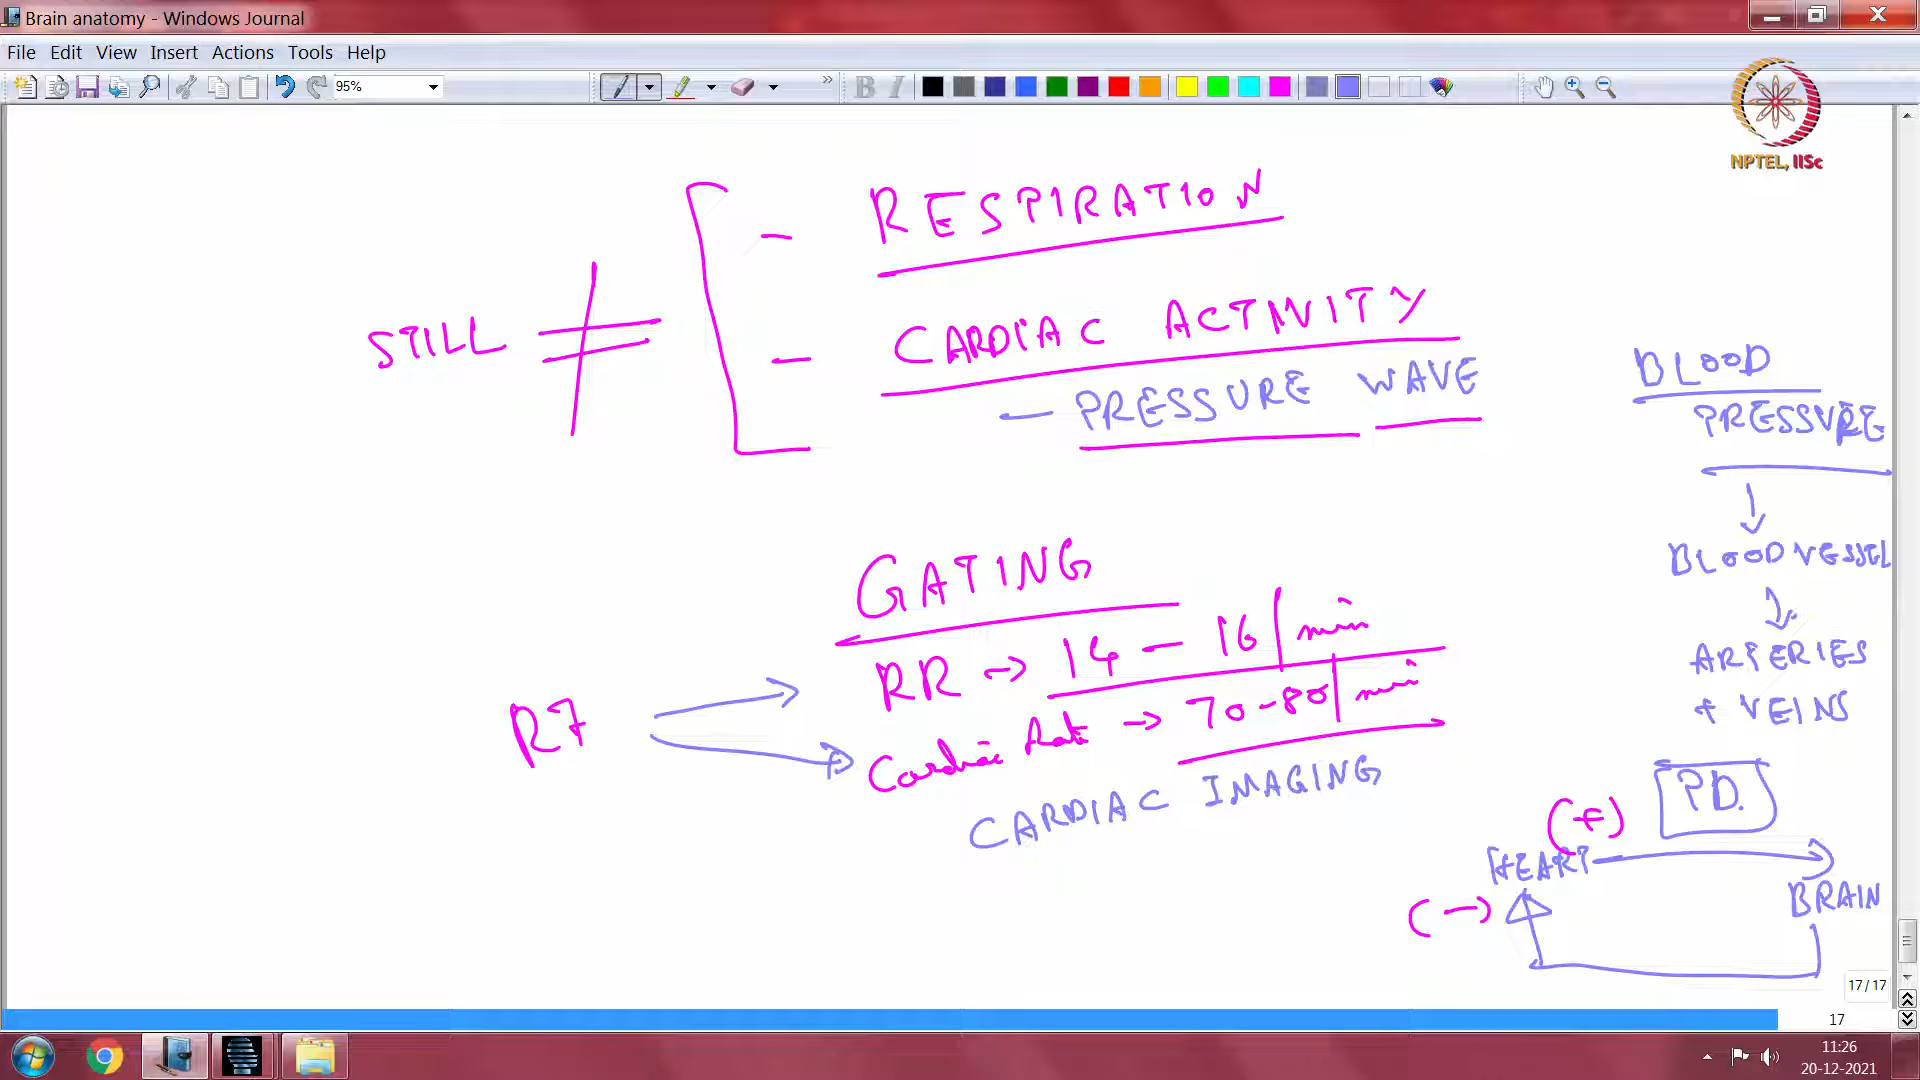 Brain anatomy - Windows Journal
File Edit View Insert Actions Tools Help
95%
NPTEL, IISc
- RESPIRATION
STILL ≠
- CARDIAC ACTIVITY
- PRESSURE WAVE
BLOOD
PRESSURE
↓
BLOOD VESSEL
↓
ARTERIES
+ VEINS
GATING
RR → 14 - 16/min
Cardiac Rate → 70-80/min
CARDIAC IMAGING
P.D.
(+)
HEART
(-)
BRAIN
17 / 17
17
11:26
20-12-2021